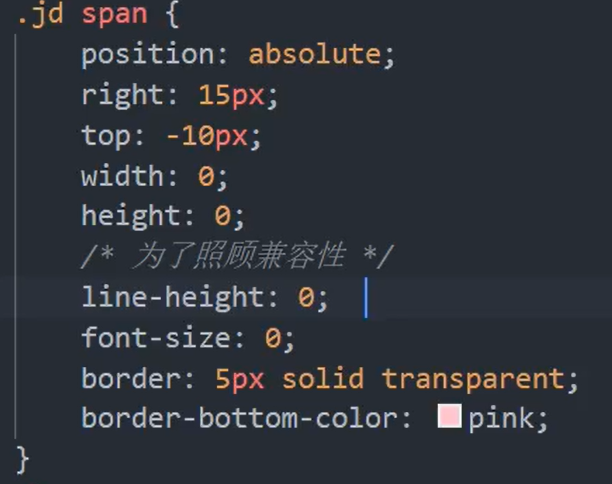 .jd span {
position: absolute;
right: 15px;
top: -10px;
width: 0;
height: 0;
/* 为了照顾兼容性 */
line-height: 0;
font-size: 0;
border: 5px solid transparent;
border-bottom-color: pink;
}